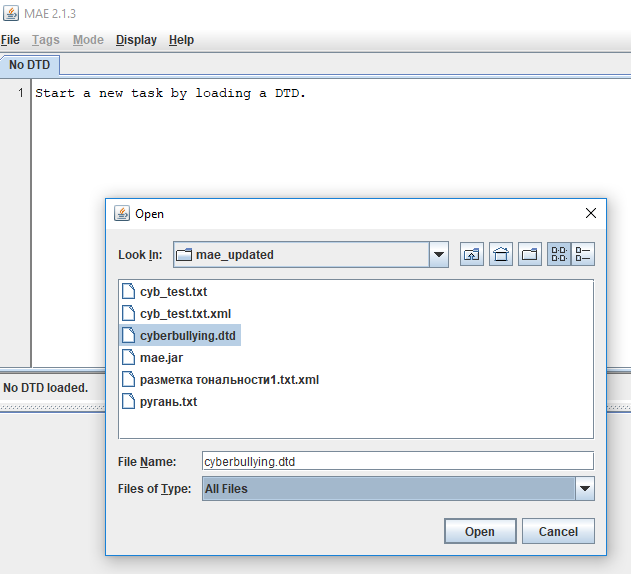 MAE 2.1.3
File Tags Mode Display Help
No DTD
1 Start a new task by loading a DTD.
Open
Look In: mae_updated
cyb_test.txt
cyb_test.txt.xml
cyberbullying.dtd
mae.jar
разметка тональности1.txt.xml
ругань.txt
No DTD loaded.
File Name: cyberbullying.dtd
Files of Type: All Files
Open Cancel